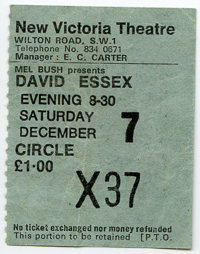 New Victoria Theatre
WILTON ROAD, S.W.1
Telephone No. 834 0671
Manager : E. C. CARTER
MEL BUSH presents
DAVID ESSEX
EVENING 8-30
SATURDAY
DECEMBER 7
CIRCLE
£1·00
X37
No ticket exchanged nor money refunded
This portion to be retained [P.T.O.